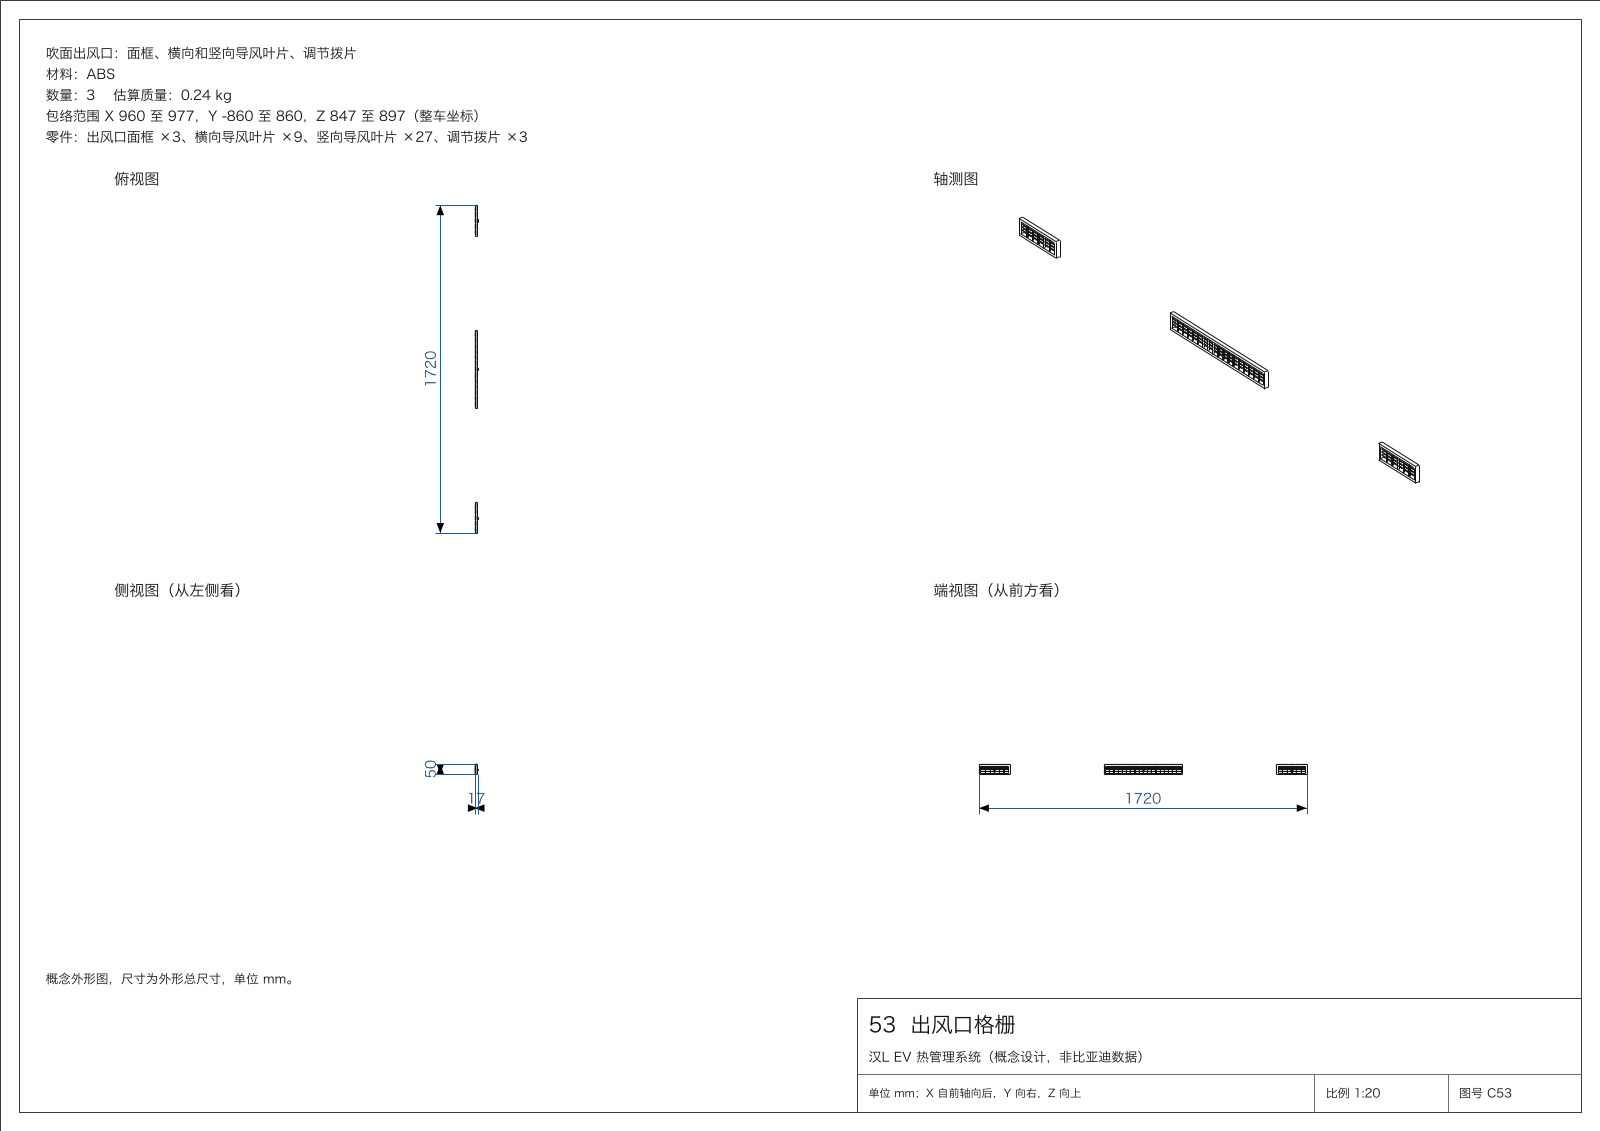 吹面出风口：面框、横向和竖向导风叶片、调节拨片
材料：ABS
数量：3　估算质量：0.24 kg
包络范围 X 960 至 977，Y -860 至 860，Z 847 至 897（整车坐标）
零件：出风口面框 ×3、横向导风叶片 ×9、竖向导风叶片 ×27、调节拨片 ×3
俯视图
轴测图
1720
侧视图（从左侧看）
端视图（从前方看）
50
17
1720
概念外形图，尺寸为外形总尺寸，单位 mm。
53 出风口格栅
汉L EV 热管理系统（概念设计，非比亚迪数据）
单位 mm；X 自前轴向后，Y 向右，Z 向上
比例 1:20
图号 C53